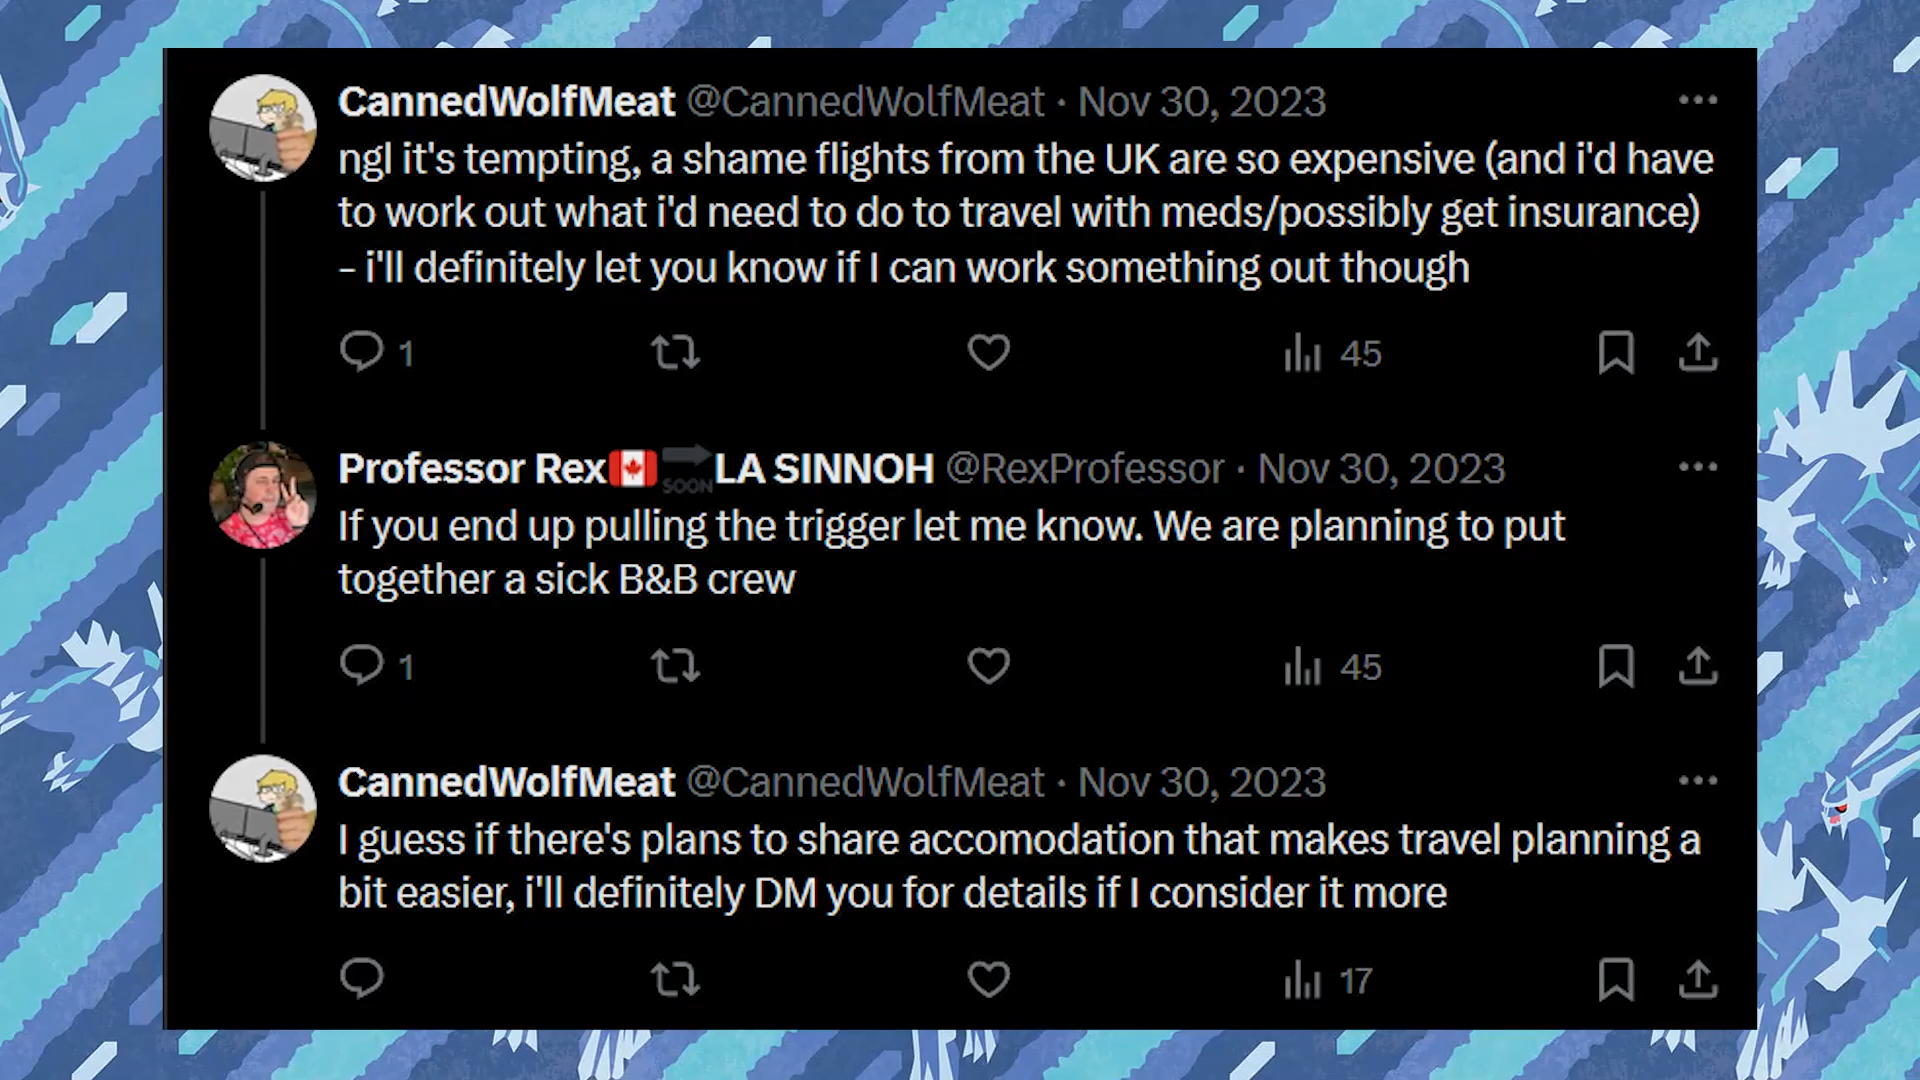 CannedWolfMeat @CannedWolfMeat · Nov 30, 2023
ngl it's tempting, a shame flights from the UK are so expensive (and i'd have
to work out what i'd need to do to travel with meds/possibly get insurance)
- i'll definitely let you know if I can work something out though
1 45
Professor Rex🇨🇦🔜LA SINNOH @RexProfessor · Nov 30, 2023
If you end up pulling the trigger let me know. We are planning to put
together a sick B&B crew
1 45
CannedWolfMeat @CannedWolfMeat · Nov 30, 2023
I guess if there's plans to share accomodation that makes travel planning a
bit easier, i'll definitely DM you for details if I consider it more
17